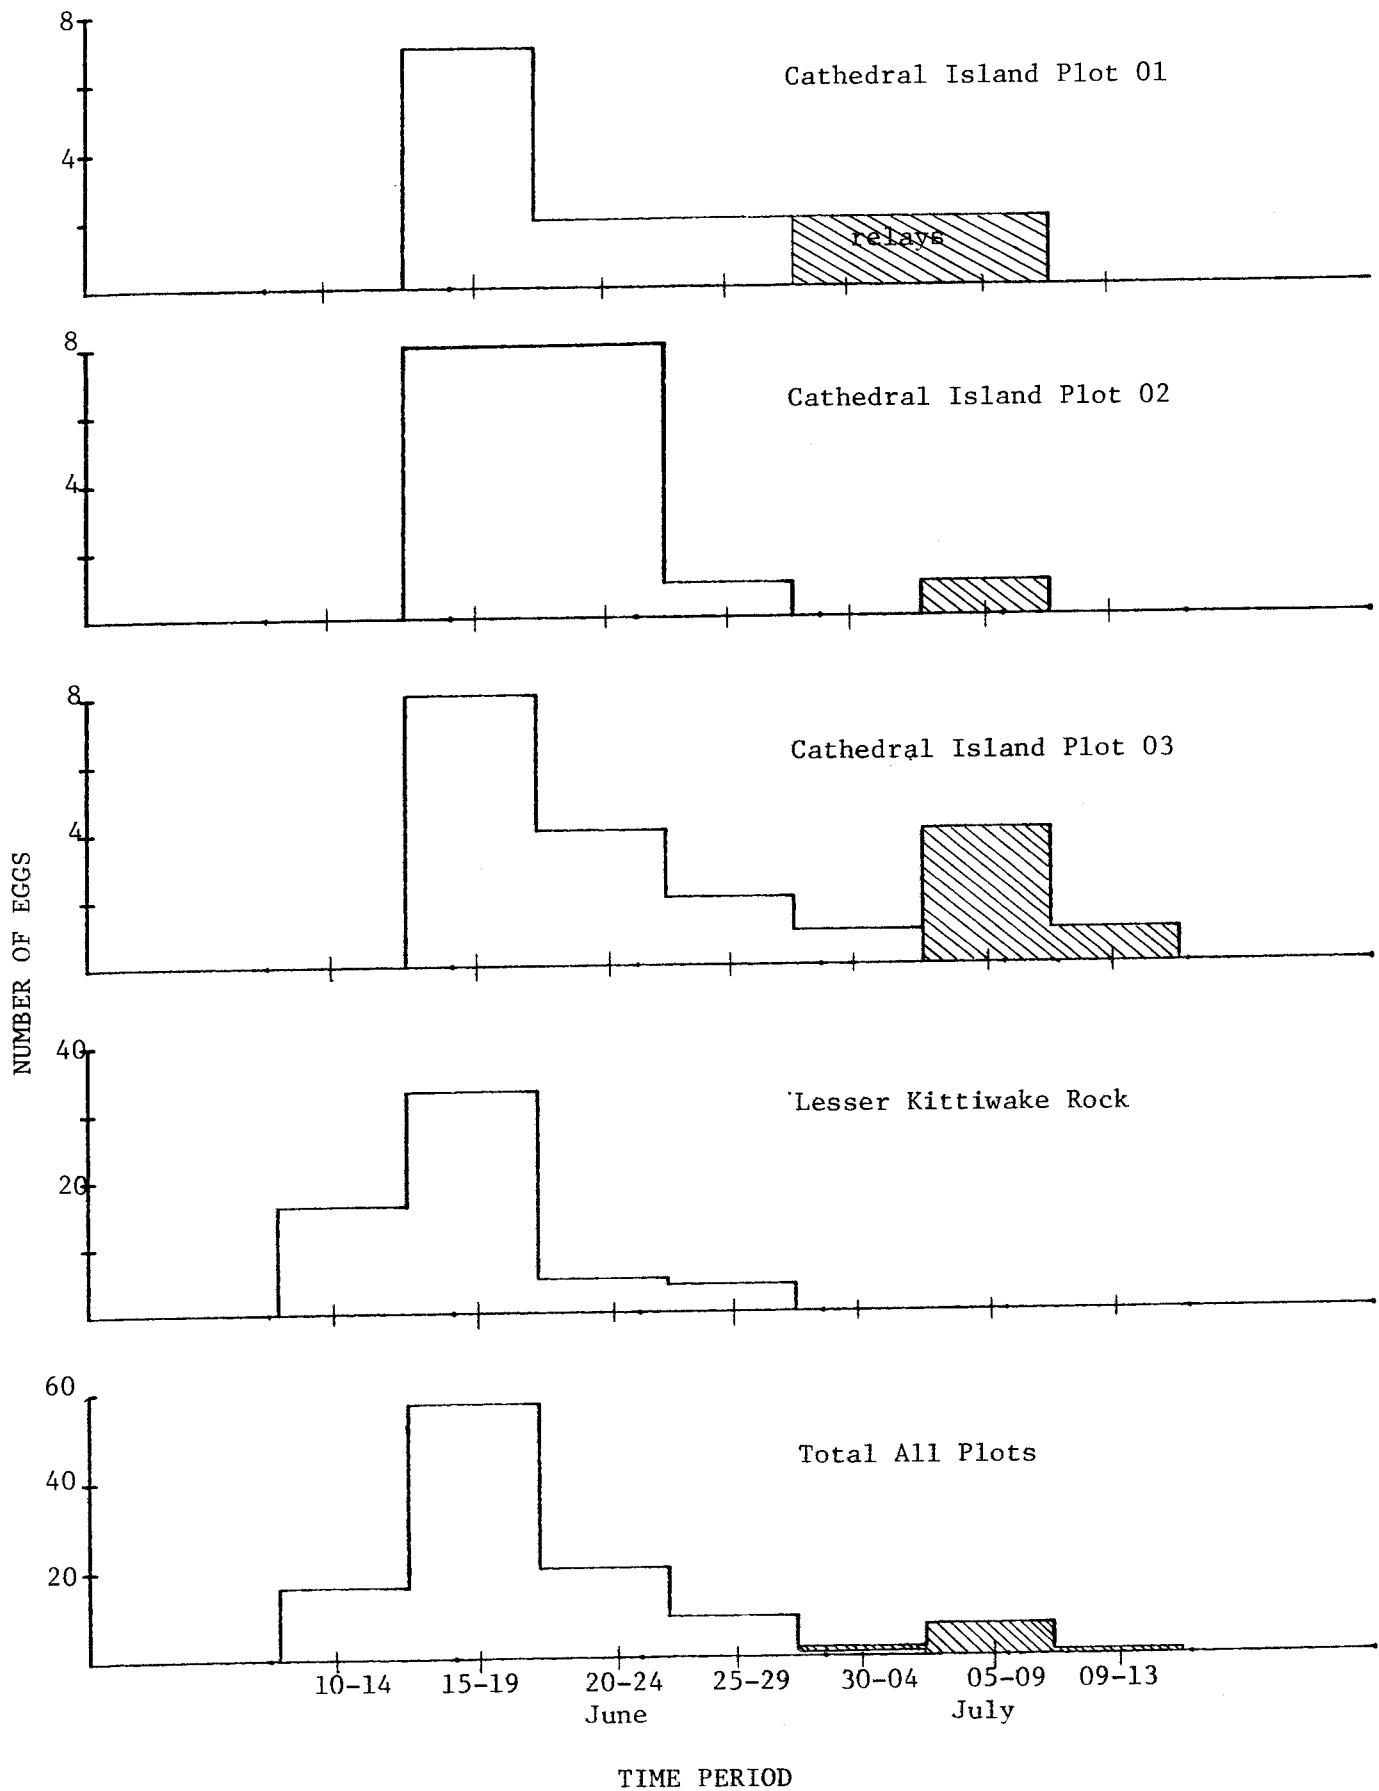 8
Cathedral Island Plot 01
4
relays
8
Cathedral Island Plot 02
4
8
Cathedral Island Plot 03
4
NUMBER OF EGGS
40
Lesser Kittiwake Rock
20
60
Total All Plots
40
20
10-14 15-19 20-24 25-29 30-04 05-09 09-13
June July
TIME PERIOD